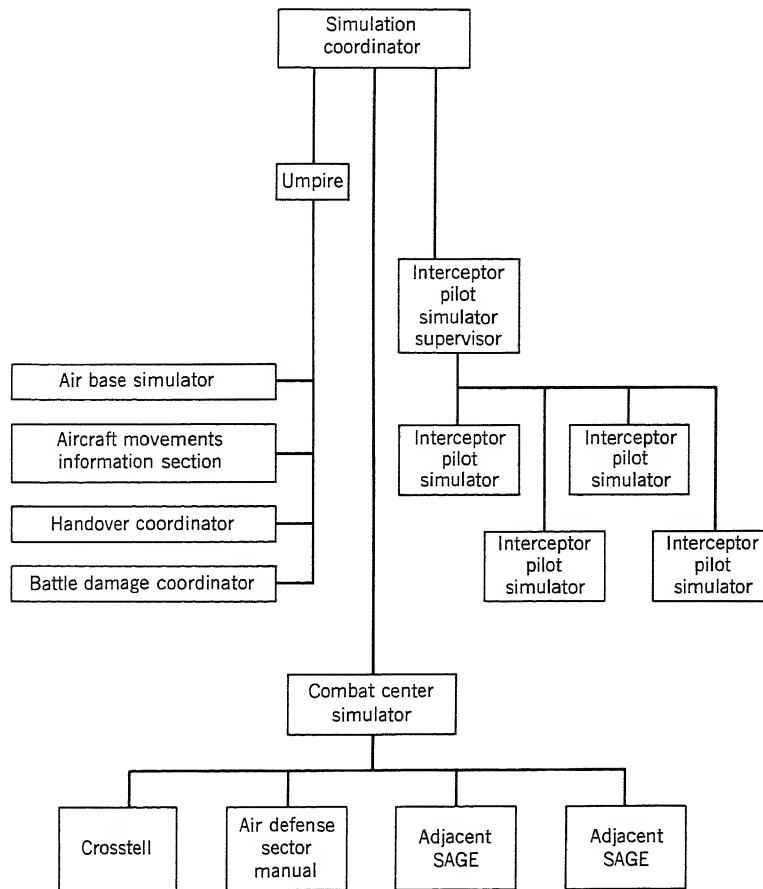 Simulation
coordinator
Umpire
Interceptor
pilot
simulator
supervisor
Air base simulator
Aircraft movements
information section
Handover coordinator
Battle damage coordinator
Interceptor
pilot
simulator
Interceptor
pilot
simulator
Interceptor
pilot
simulator
Interceptor
pilot
simulator
Combat center
simulator
Crosstell
Air defense
sector
manual
Adjacent
SAGE
Adjacent
SAGE